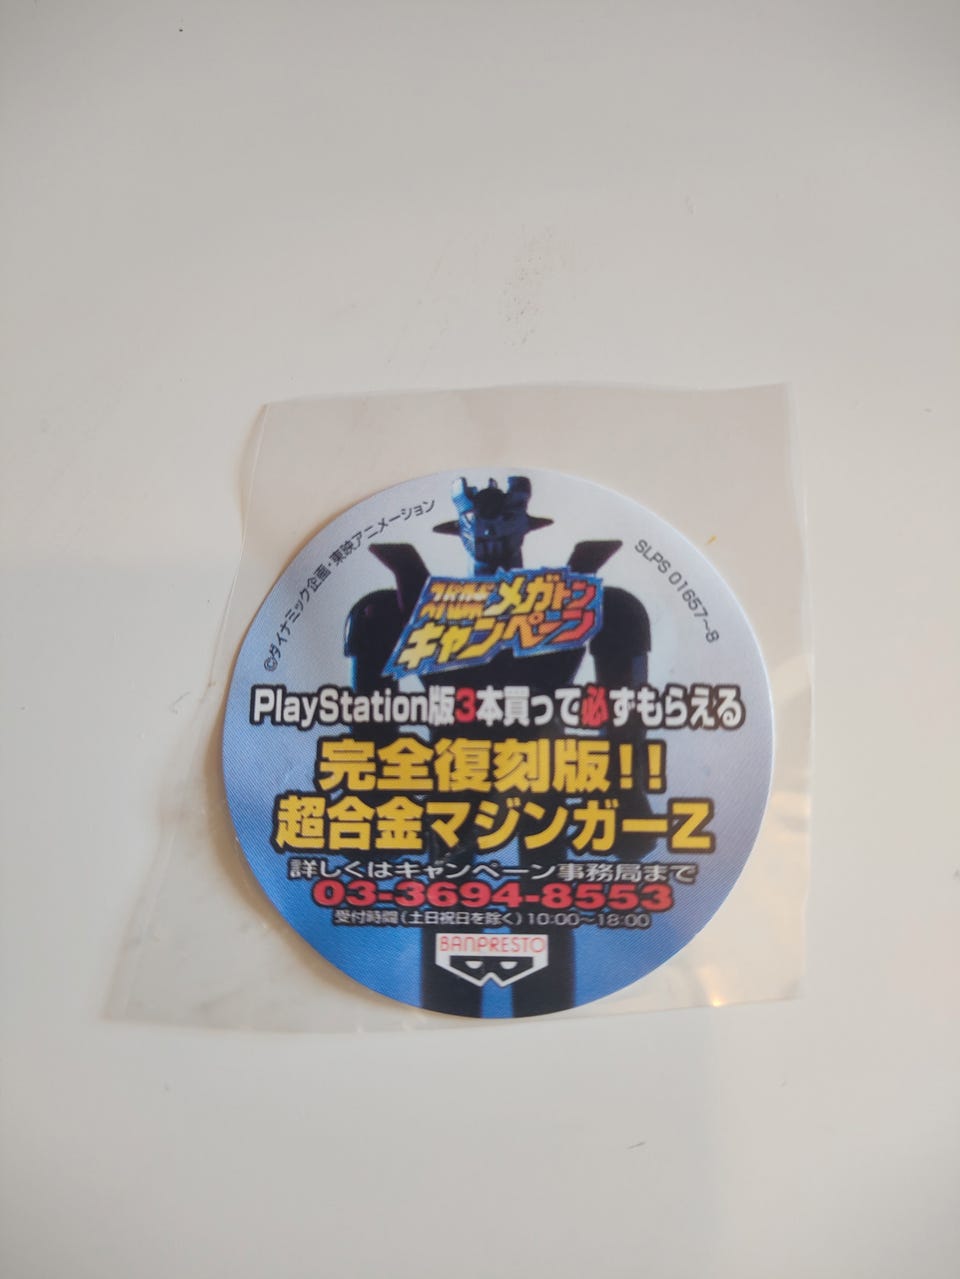 ©ダイナミック企画・東映アニメーション
SLPS 01657~8
メガトン
キャンペーン
PlayStation版3本買って必ずもらえる
完全復刻版!!
超合金マジンガーZ
詳しくはキャンペーン事務局まで
03-3694-8553
受付時間(土日祝日を除く)10:00~18:00
BANPRESTO